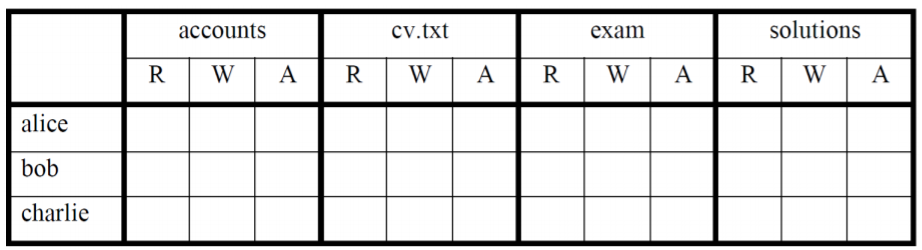 accounts cv.txt exam solutions
R W A R W A R W A R W A
alice
bob
charlie